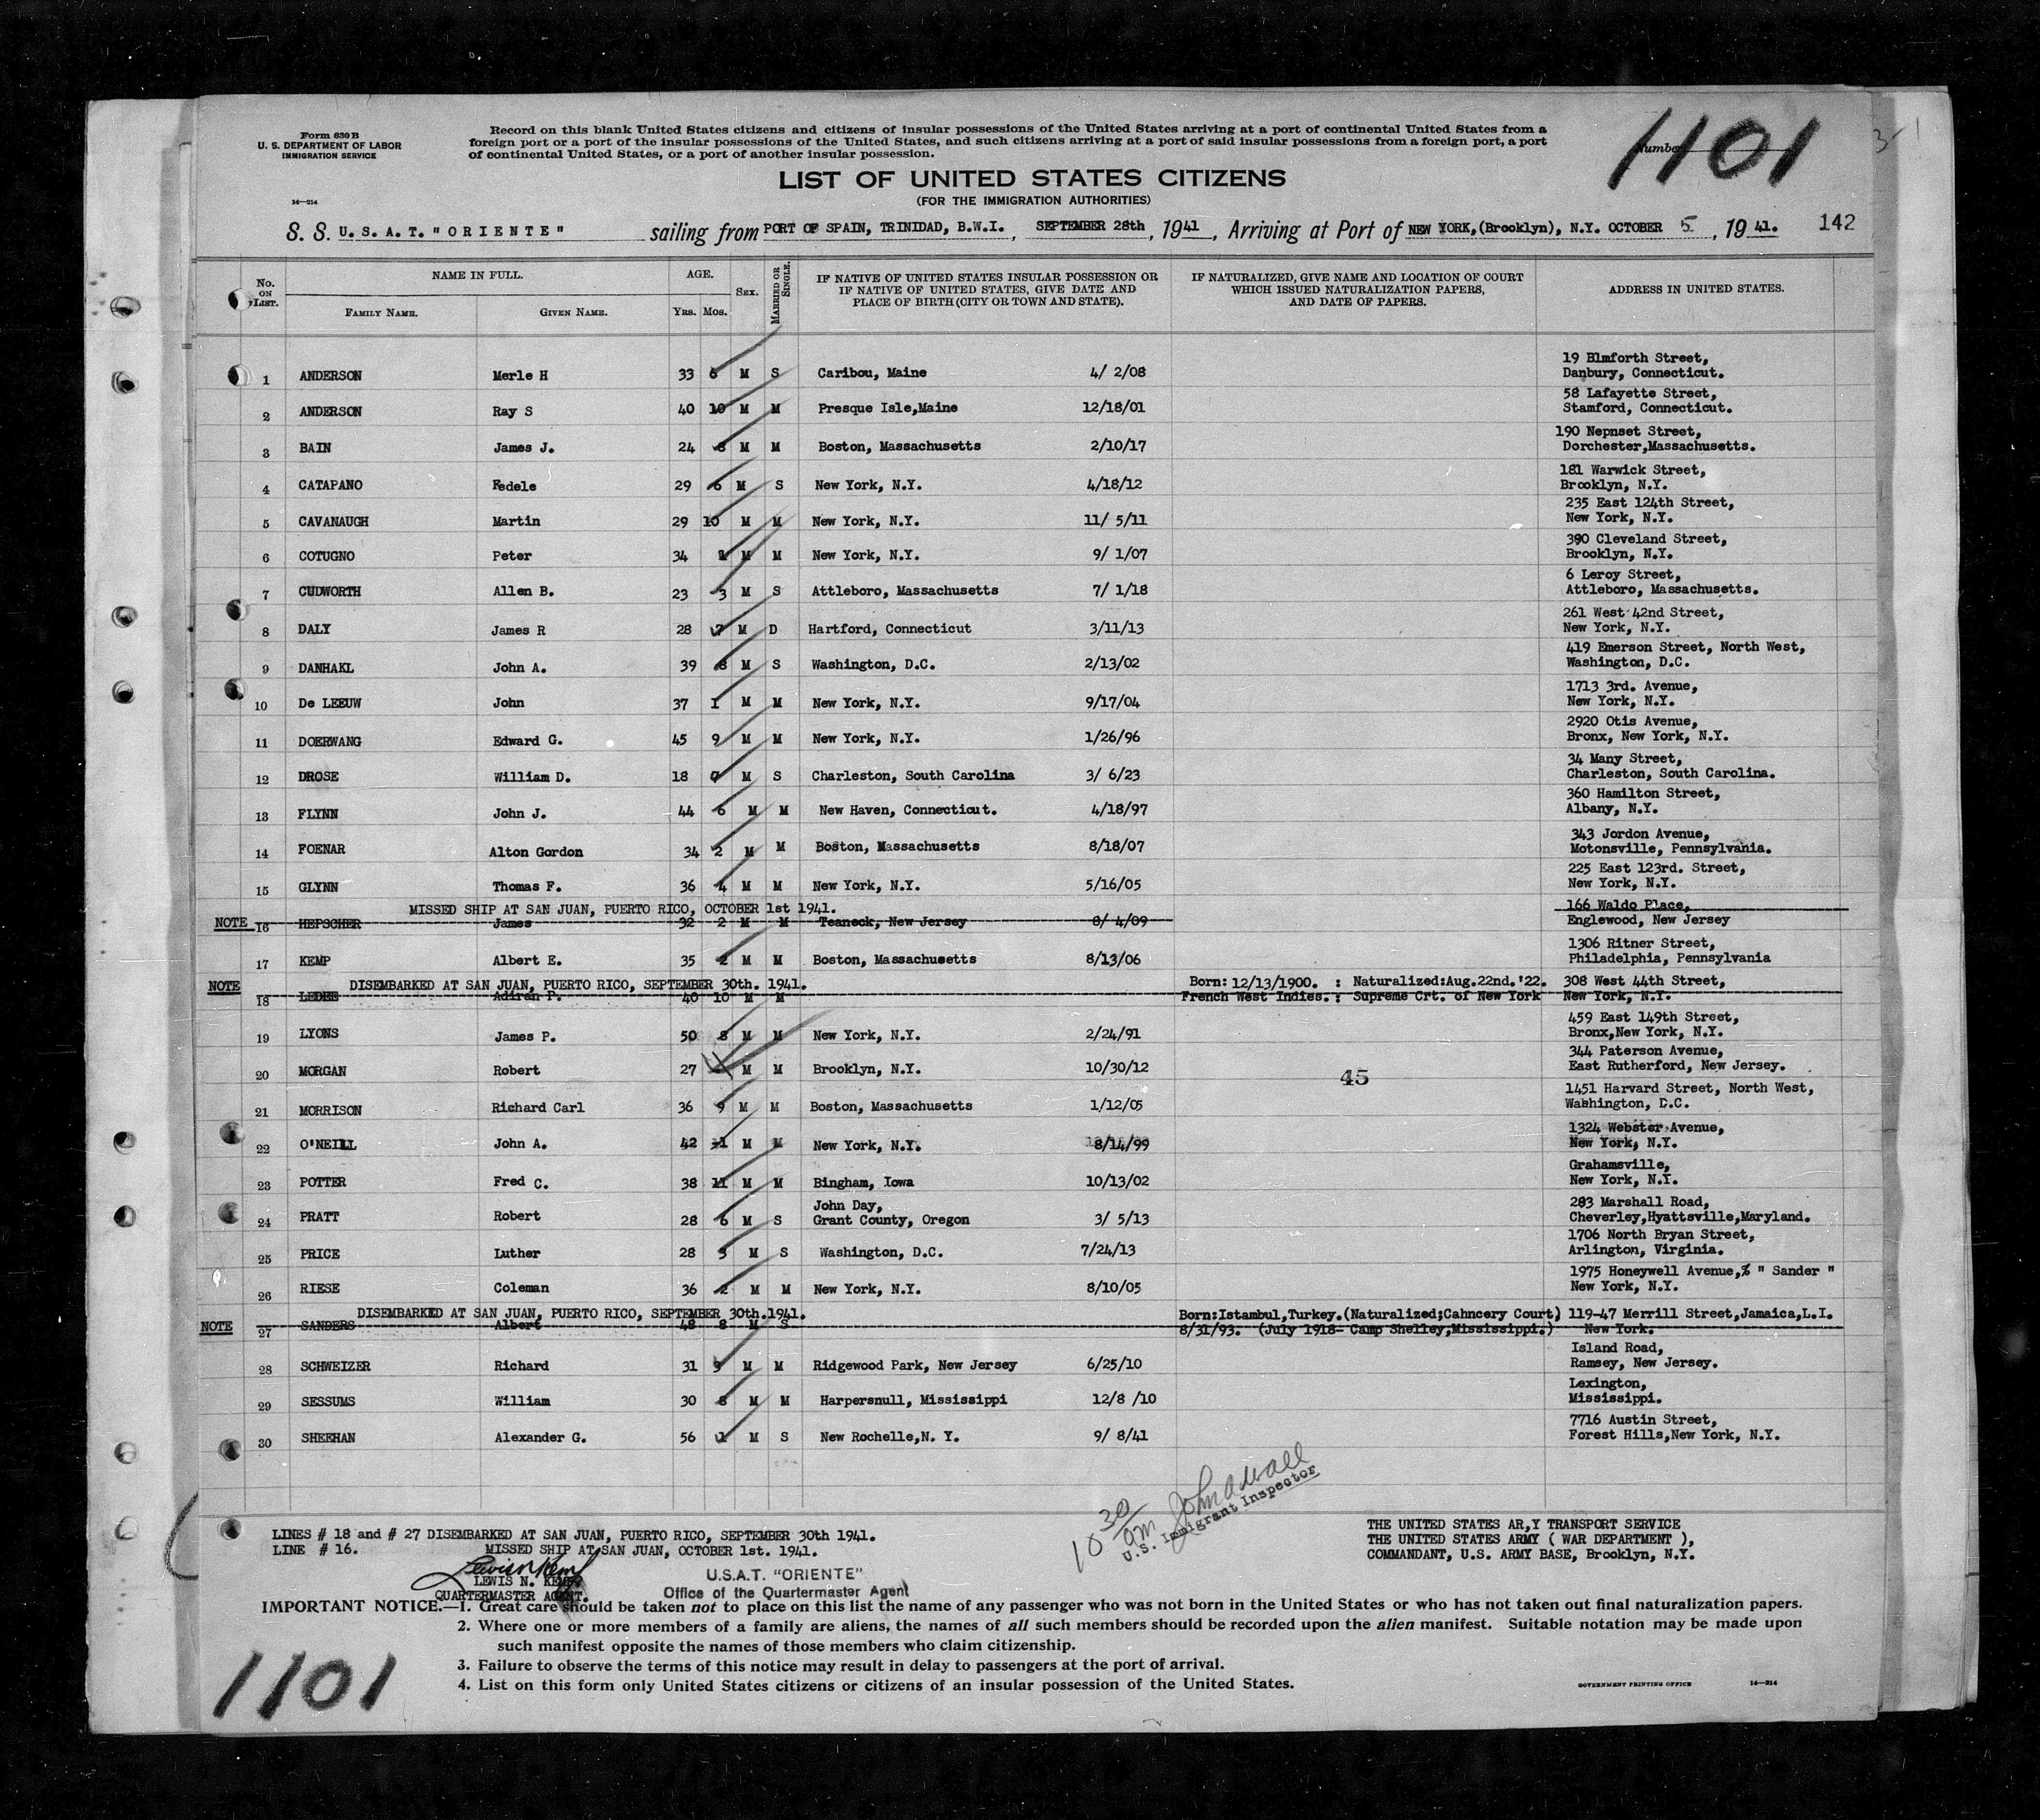 Form 630 B
U. S. DEPARTMENT OF LABOR
IMMIGRATION SERVICE
Record on this blank United States citizens and citizens of insular possessions of the United States arriving at a port of continental United States from a
foreign port or a port of the insular possessions of the United States, and such citizens arriving at a port of said insular possessions from a foreign port, a port
of continental United States, or a port of another insular possession.
Number
1101
3-1
LIST OF UNITED STATES CITIZENS
(FOR THE IMMIGRATION AUTHORITIES)
14—214
S. S. U. S. A. T. "O R I E N T E" sailing from PORT OF SPAIN, TRINIDAD, B.W.I., SEPTEMBER 28th, 1941, Arriving at Port of NEW YORK,(Brooklyn), N.Y. OCTOBER 5, 1941. 142
No. ON LIST. NAME IN FULL. AGE. SEX. MARRIED OR SINGLE. IF NATIVE OF UNITED STATES INSULAR POSSESSION OR IF NATIVE OF UNITED STATES, GIVE DATE AND PLACE OF BIRTH (CITY OR TOWN AND STATE). IF NATURALIZED, GIVE NAME AND LOCATION OF COURT WHICH ISSUED NATURALIZATION PAPERS, AND DATE OF PAPERS. ADDRESS IN UNITED STATES.
FAMILY NAME. GIVEN NAME. YRS. MOS.
19 Blmforth Street,
1 ANDERSON Merle H 33 6 M S Caribou, Maine 4/ 2/08 Danbury, Connecticut.
58 Lafayette Street,
2 ANDERSON Ray S 40 10 M M Presque Isle,Maine 12/18/01 Stamford, Connecticut.
190 Nepnset Street,
3 BAIN James J. 24 8 M M Boston, Massachusetts 2/10/17 Dorchester,Massachusetts.
181 Warwick Street,
4 CATAPANO Fedele 29 6 M S New York, N.Y. 4/18/12 Brooklyn, N.Y.
235 East 124th Street,
5 CAVANAUGH Martin 29 10 M M New York, N.Y. 11/ 5/11 New York, N.Y.
390 Cleveland Street,
6 COTUGNO Peter 34 1 M M New York, N.Y. 9/ 1/07 Brooklyn, N.Y.
6 Leroy Street,
7 CUDWORTH Allen B. 23 3 M S Attleboro, Massachusetts 7/ 1/18 Attleboro, Massachusetts.
261 West 42nd Street,
8 DALY James R 28 7 M D Hartford, Connecticut 3/11/13 New York, N.Y.
419 Emerson Street, North West,
9 DANHAKL John A. 39 8 M S Washington, D.C. 2/13/02 Washington, D.C.
1713 3rd. Avenue,
10 De LEEUW John 37 1 M M New York, N.Y. 9/17/04 New York, N.Y.
2920 Otis Avenue,
11 DOERWANG Edward G. 45 9 M M New York, N.Y. 1/26/96 Bronx, New York, N.Y.
34 Many Street,
12 DROSE William D. 18 7 M S Charleston, South Carolina 3/ 6/23 Charleston, South Carolina.
360 Hamilton Street,
13 FLYNN John J. 44 6 M M New Haven, Connecticut. 4/18/97 Albany, N.Y.
343 Jordon Avenue,
14 FOENAR Alton Gordon 34 2 M M Boston, Massachusetts 8/18/07 Motonsville, Pennsylvania.
225 East 123rd. Street,
15 GLYNN Thomas F. 36 4 M M New York, N.Y. 5/16/05 New York, N.Y.
MISSED SHIP AT SAN JUAN, PUERTO RICO, OCTOBER 1st 1941. 166 Waldo Place,
NOTE 16 HEPSCHER James 32 2 M M Teaneck, New Jersey 8/ 4/09 Englewood, New Jersey
1306 Ritner Street,
17 KEMP Albert E. 35 2 M M Boston, Massachusetts 8/13/06 Philadelphia, Pennsylvania
NOTE DISEMBARKED AT SAN JUAN, PUERTO RICO, SEPTEMBER 30th. 1941. Born: 12/13/1900. : Naturalized:Aug.22nd.'22. 308 West 44th Street,
18 LEDEE Adiran P. 40 10 M M French West Indies.: Supreme Crt. of New York New York, N.Y.
459 East 149th Street,
19 LYONS James P. 50 8 M M New York, N.Y. 2/24/91 Bronx,New York, N.Y.
344 Paterson Avenue,
20 MORGAN Robert 27 M M Brooklyn, N.Y. 10/30/12 East Rutherford, New Jersey.
45
1451 Harvard Street, North West,
21 MORRISON Richard Carl 36 9 M M Boston, Massachusetts 1/12/05 Washington, D.C.
1324 Webster Avenue,
22 O'NEILL John A. 42 1 M M New York, N.Y. 8/14/99 New York, N.Y.
Grahamsville,
23 POTTER Fred C. 38 11 M M Bingham, Iowa 10/13/02 New York, N.Y.
John Day, 283 Marshall Road,
24 PRATT Robert 28 6 M S Grant County, Oregon 3/ 5/13 Cheverley,Hyattsville,Maryland.
1706 North Bryan Street,
25 PRICE Luther 28 3 M S Washington, D.C. 7/24/13 Arlington, Virginia.
1975 Honeywell Avenue,% " Sander "
26 RIESE Coleman 36 2 M M New York, N.Y. 8/10/05 New York, N.Y.
DISEMBARKED AT SAN JUAN, PUERTO RICO, SEPTEMBER 30th.1941. Born:Istambul,Turkey.(Naturalized;Cahncery Court) 119-47 Merrill Street,Jamaica,L.I.
NOTE 27 SANDERS Albert 48 8 M S 8/31/93. (July 1918- Camp Shelley,Mississippi.) New York.
Island Road,
28 SCHWEIZER Richard 31 3 M M Ridgewood Park, New Jersey 6/25/10 Ramsey, New Jersey.
Lexington,
29 SESSUMS William 30 8 M M Harpersnull, Mississippi 12/8 /10 Mississippi.
7716 Austin Street,
30 SHEEHAN Alexander G. 56 1 M S New Rochelle,N. Y. 9/ 8/41 Forest Hills,New York, N.Y.
10 30/am John A Wall
U.S. Immigrant Inspector
LINES # 18 and # 27 DISEMBARKED AT SAN JUAN, PUERTO RICO, SEPTEMBER 30th 1941.
LINE # 16. MISSED SHIP AT SAN JUAN, OCTOBER 1st. 1941.
THE UNITED STATES AR,Y TRANSPORT SERVICE
THE UNITED STATES ARMY ( WAR DEPARTMENT ),
COMMANDANT, U.S. ARMY BASE, Brooklyn, N.Y.
Lewis N Kemp
LEWIS N. KEMP
QUARTERMASTER AGENT.
U.S.A.T. "ORIENTE"
Office of the Quartermaster Agent
IMPORTANT NOTICE.—1. Great care should be taken not to place on this list the name of any passenger who was not born in the United States or who has not taken out final naturalization papers.
2. Where one or more members of a family are aliens, the names of all such members should be recorded upon the alien manifest. Suitable notation may be made upon
such manifest opposite the names of those members who claim citizenship.
3. Failure to observe the terms of this notice may result in delay to passengers at the port of arrival.
4. List on this form only United States citizens or citizens of an insular possession of the United States.
1101
GOVERNMENT PRINTING OFFICE 14—214